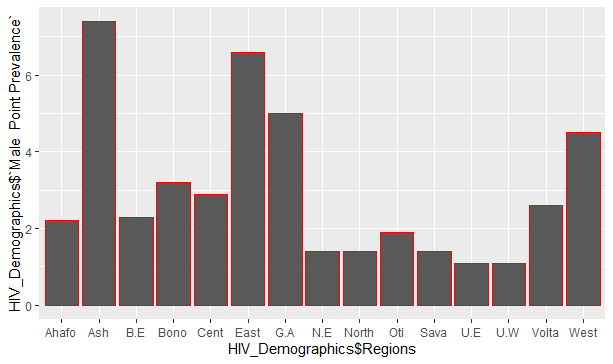 HIV_Demographics$`Male  Point Prevalence`
6
4
2
0
Ahafo Ash B.E Bono Cent East G.A N.E North Oti Sava U.E U.W Volta West
HIV_Demographics$Regions